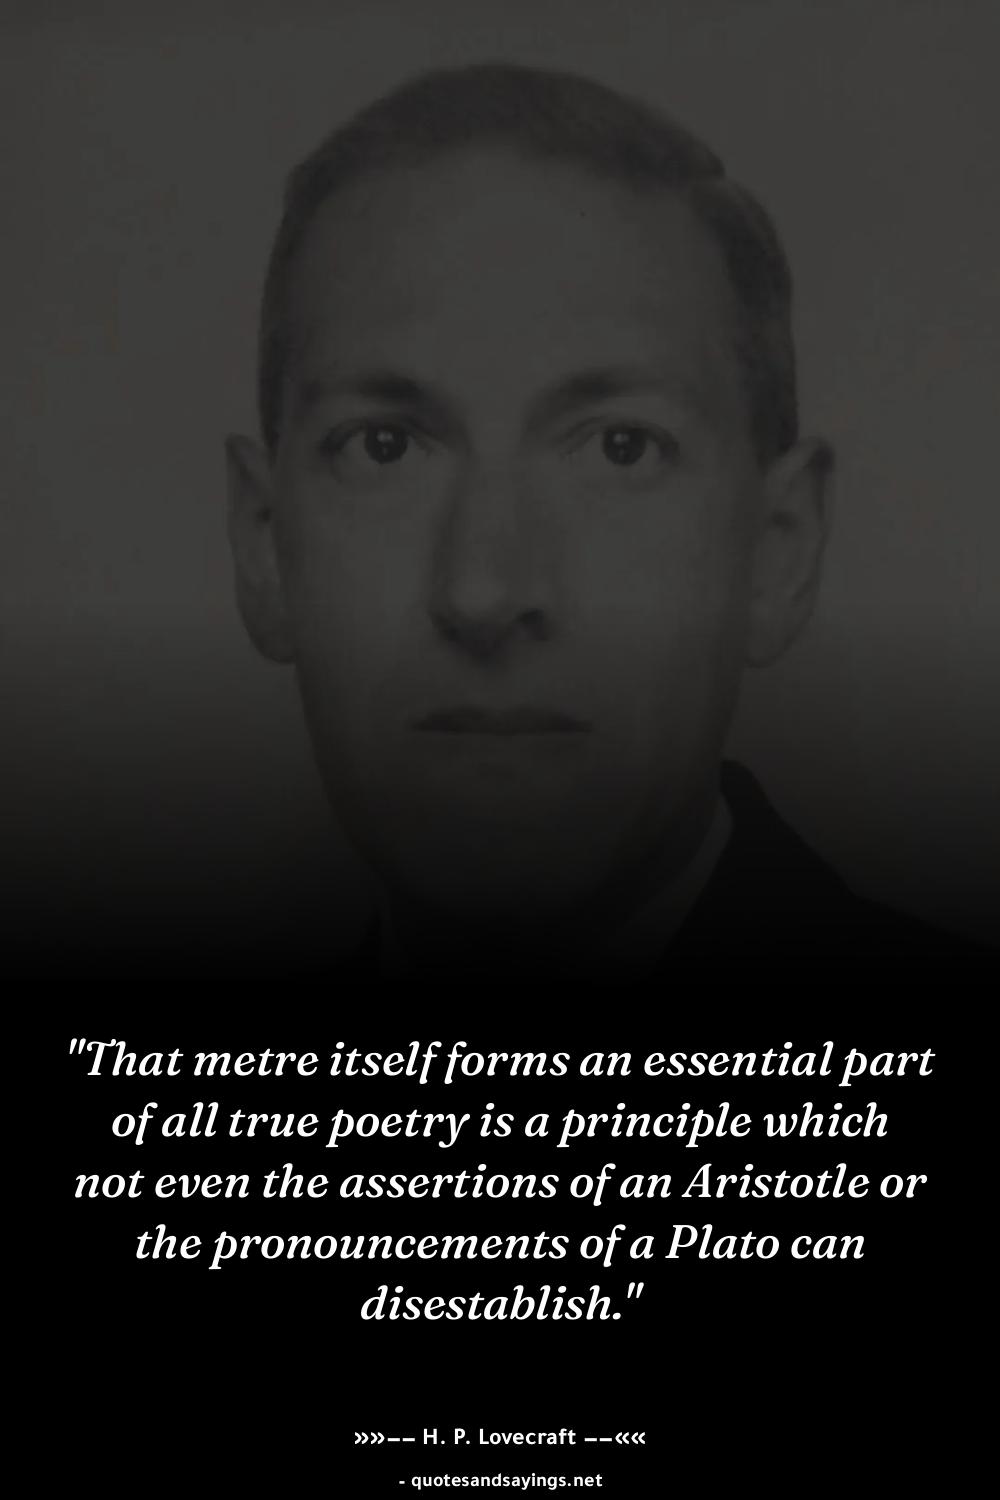 "That metre itself forms an essential part
of all true poetry is a principle which
not even the assertions of an Aristotle or
the pronouncements of a Plato can
disestablish."
»»−− H. P. Lovecraft −−««
- quotesandsayings.net